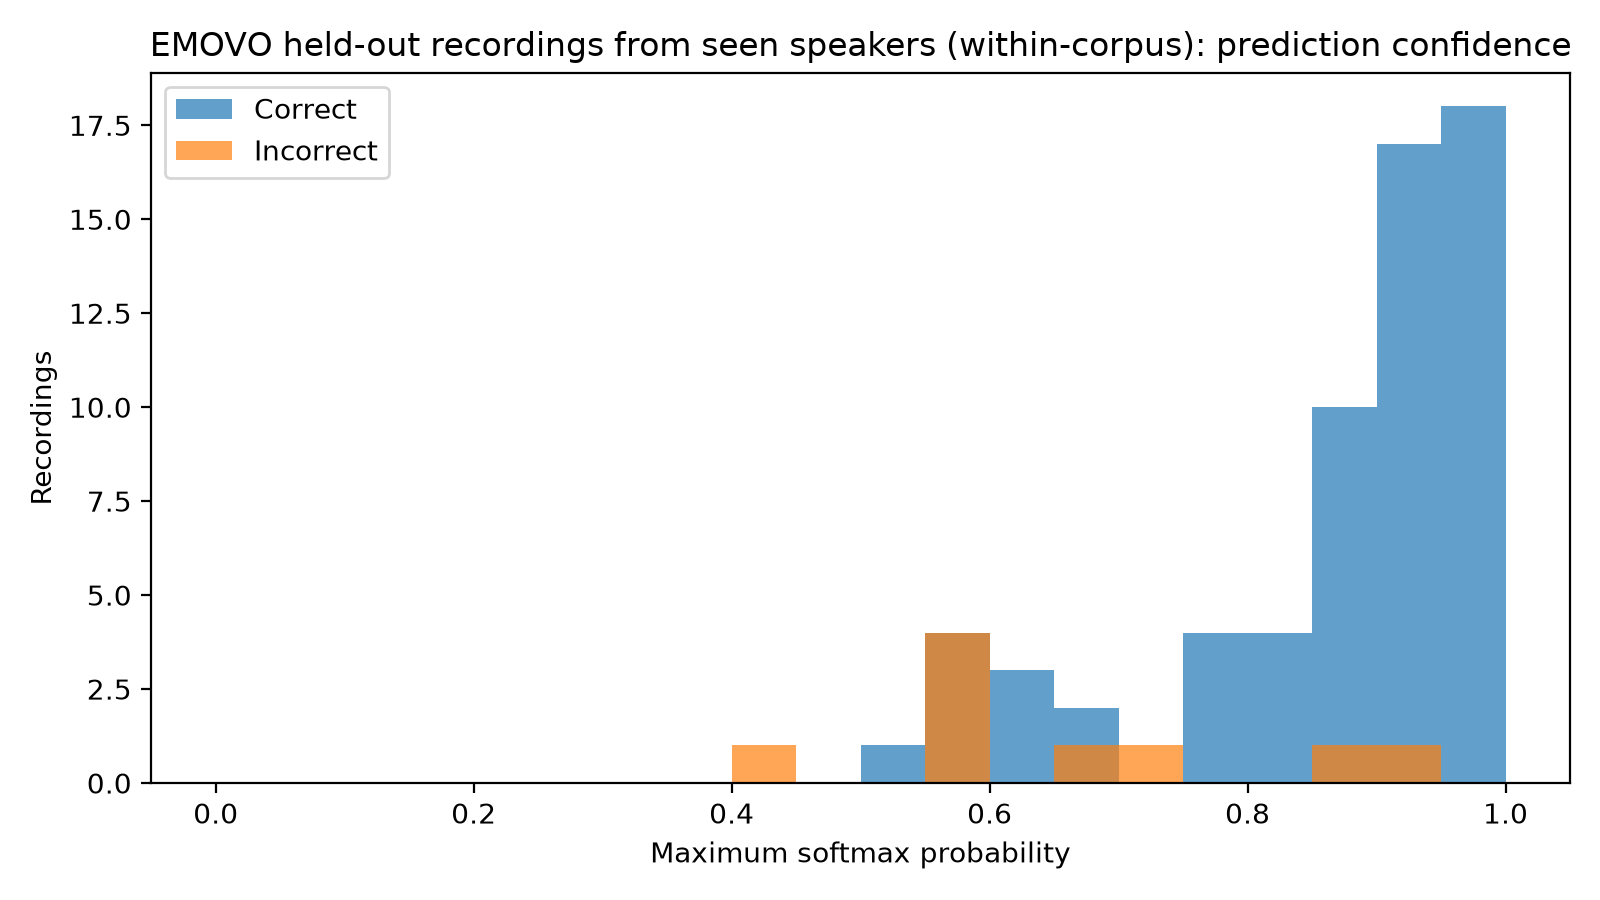 EMOVO held-out recordings from seen speakers (within-corpus): prediction confidence
Correct
Incorrect
17.5
15.0
12.5
10.0
7.5
5.0
2.5
0.0
Recordings
0.0 0.2 0.4 0.6 0.8 1.0
Maximum softmax probability